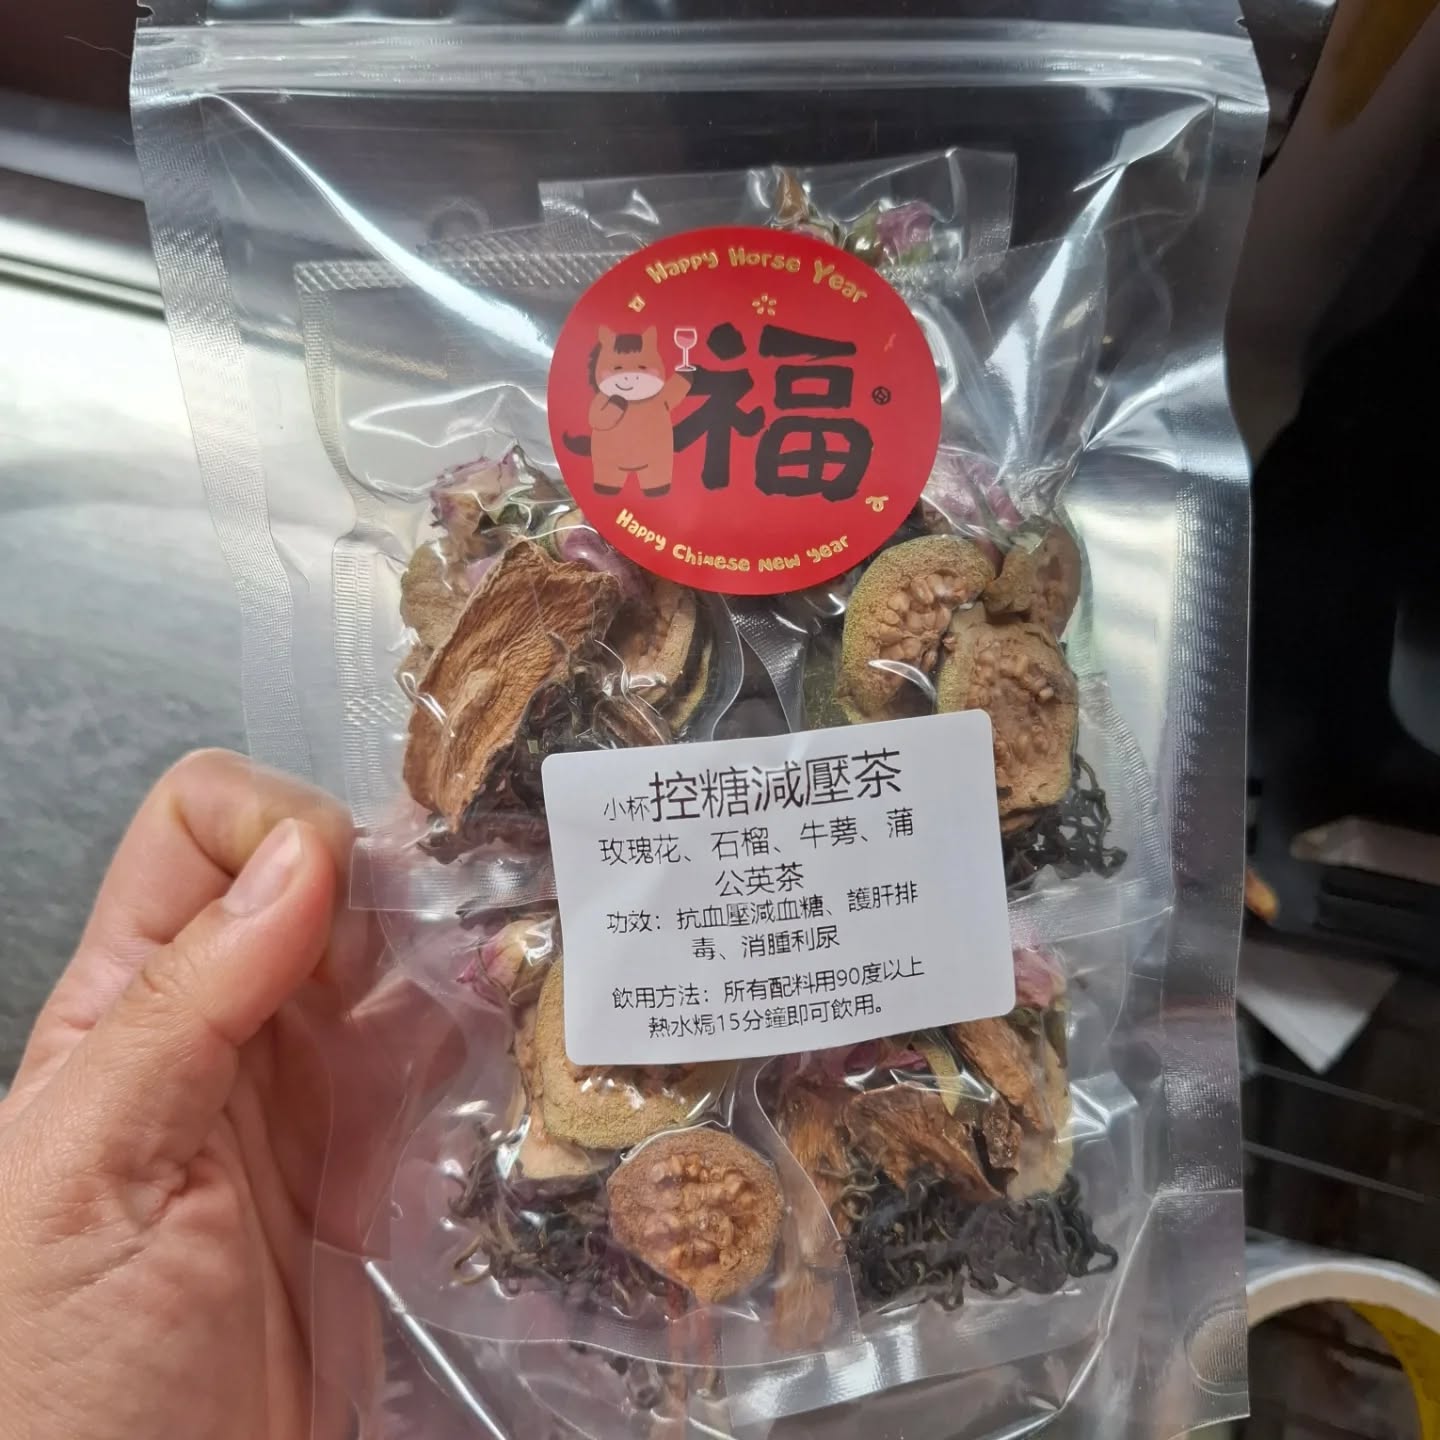 Happy Horse Year
福
Happy Chinese New Year
小杯控糖減壓茶
玫瑰花、石榴、牛蒡、蒲
公英茶
功效：抗血壓減血糖、護肝排
毒、消腫利尿
飲用方法：所有配料用90度以上
熱水焗15分鐘即可飲用。